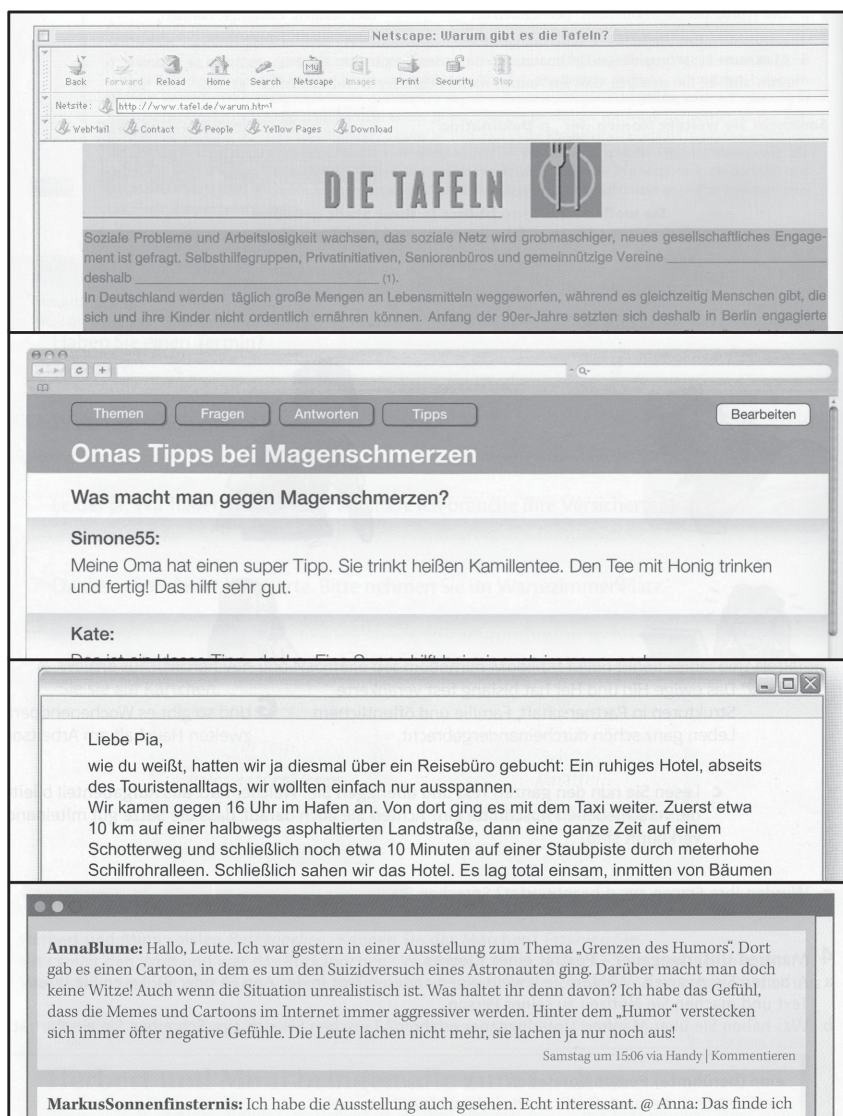 Netscape: Warum gibt es die Tafeln?
Back Forward Reload Home Search Netscape Images Print Security Stop
Netsite: http://www.tafel.de/warum.html
WebMail Contact People Yellow Pages Download
DIE TAFELN
Soziale Probleme und Arbeitslosigkeit wachsen, das soziale Netz wird grobmaschiger, neues gesellschaftliches Engage-
ment ist gefragt. Selbsthilfegruppen, Privatinitiativen, Seniorenbüros und gemeinnützige Vereine
deshalb (1).
In Deutschland werden täglich große Mengen an Lebensmitteln weggeworfen, während es gleichzeitig Menschen gibt, die
sich und ihre Kinder nicht ordentlich ernähren können. Anfang der 90er-Jahre setzten sich deshalb in Berlin engagierte
Themen Fragen Antworten Tipps Bearbeiten
Omas Tipps bei Magenschmerzen
Was macht man gegen Magenschmerzen?
Simone55:
Meine Oma hat einen super Tipp. Sie trinkt heißen Kamillentee. Den Tee mit Honig trinken
und fertig! Das hilft sehr gut.
Kate:
Liebe Pia,
wie du weißt, hatten wir ja diesmal über ein Reisebüro gebucht: Ein ruhiges Hotel, abseits
des Touristenalltags, wir wollten einfach nur ausspannen.
Wir kamen gegen 16 Uhr im Hafen an. Von dort ging es mit dem Taxi weiter. Zuerst etwa
10 km auf einer halbwegs asphaltierten Landstraße, dann eine ganze Zeit auf einem
Schotterweg und schließlich noch etwa 10 Minuten auf einer Staubpiste durch meterhohe
Schilfrohralleen. Schließlich sahen wir das Hotel. Es lag total einsam, inmitten von Bäumen
AnnaBlume: Hallo, Leute. Ich war gestern in einer Ausstellung zum Thema „Grenzen des Humors“. Dort
gab es einen Cartoon, in dem es um den Suizidversuch eines Astronauten ging. Darüber macht man doch
keine Witze! Auch wenn die Situation unrealistisch ist. Was haltet ihr denn davon? Ich habe das Gefühl,
dass die Memes und Cartoons im Internet immer aggressiver werden. Hinter dem „Humor“ verstecken
sich immer öfter negative Gefühle. Die Leute lachen nicht mehr, sie lachen ja nur noch aus!
Samstag um 15:06 via Handy | Kommentieren
MarkusSonnenfinsternis: Ich habe die Ausstellung auch gesehen. Echt interessant. @ Anna: Das finde ich